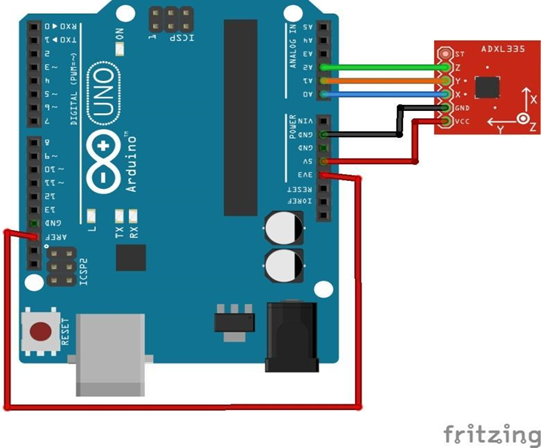 0 ◄ RX0
1 ► TX0
2
3 ~
4
5 ~
6 ~
7
DIGITAL (PWM=~)
8
9 ~
10 ~
11 ~
12
13
GND
AREF
1
ICSP
ON
UNO
Arduino™
L
TX
RX
ICSP2
RESET
ANALOG IN
A5
A4
A3
A2
A1
A0
POWER
VIN
GND
GND
5V
3V3
RESET
IOREF
ADXL335
ST
Z
Y
X
GND
VCC
X
Y
Z
fritzing